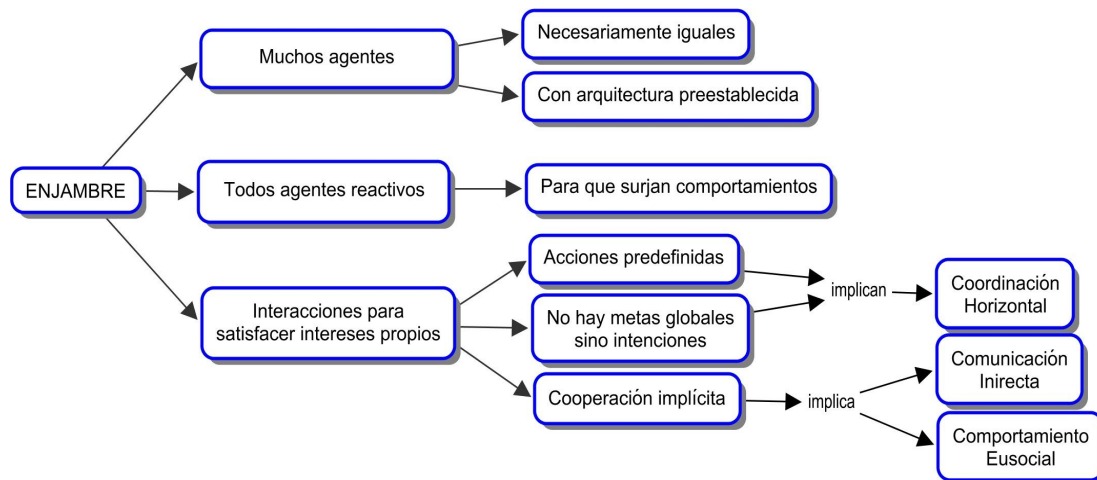 ENJAMBRE
Muchos agentes
Necesariamente iguales
Con arquitectura preestablecida
Todos agentes reactivos
Para que surjan comportamientos
Interacciones para
satisfacer intereses propios
Acciones predefinidas
No hay metas globales
sino intenciones
implican
Coordinación
Horizontal
Cooperación implícita
implica
Comunicación
Inirecta
Comportamiento
Eusocial